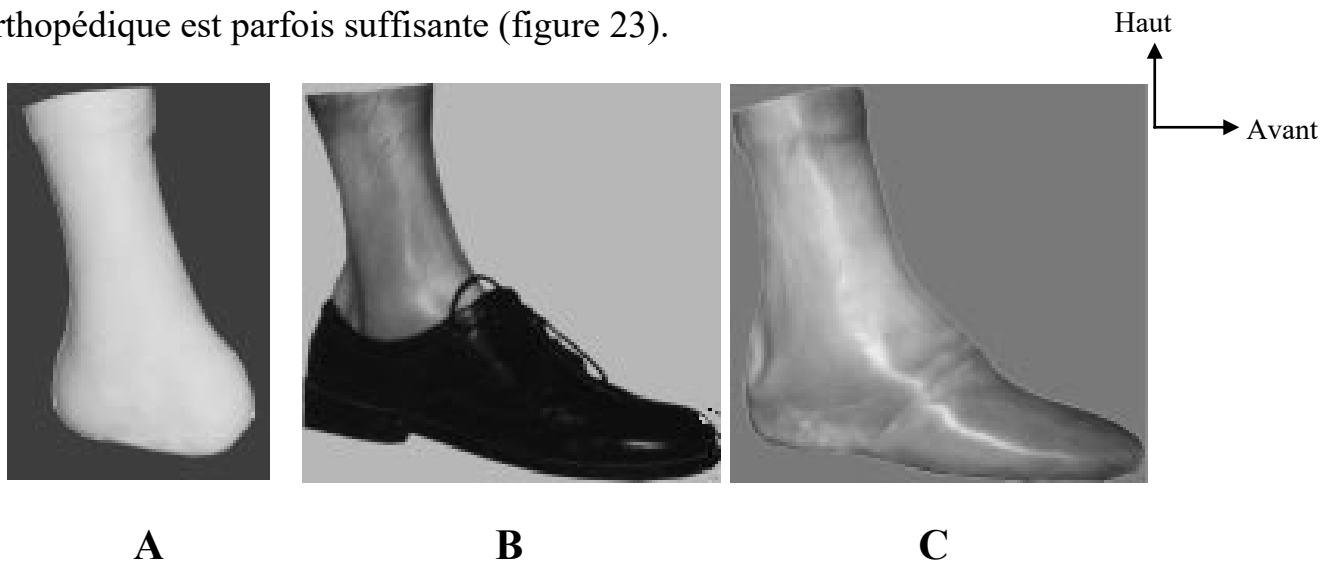 rthopédique est parfois suffisante (figure 23).
Haut
Avant
A
B
C